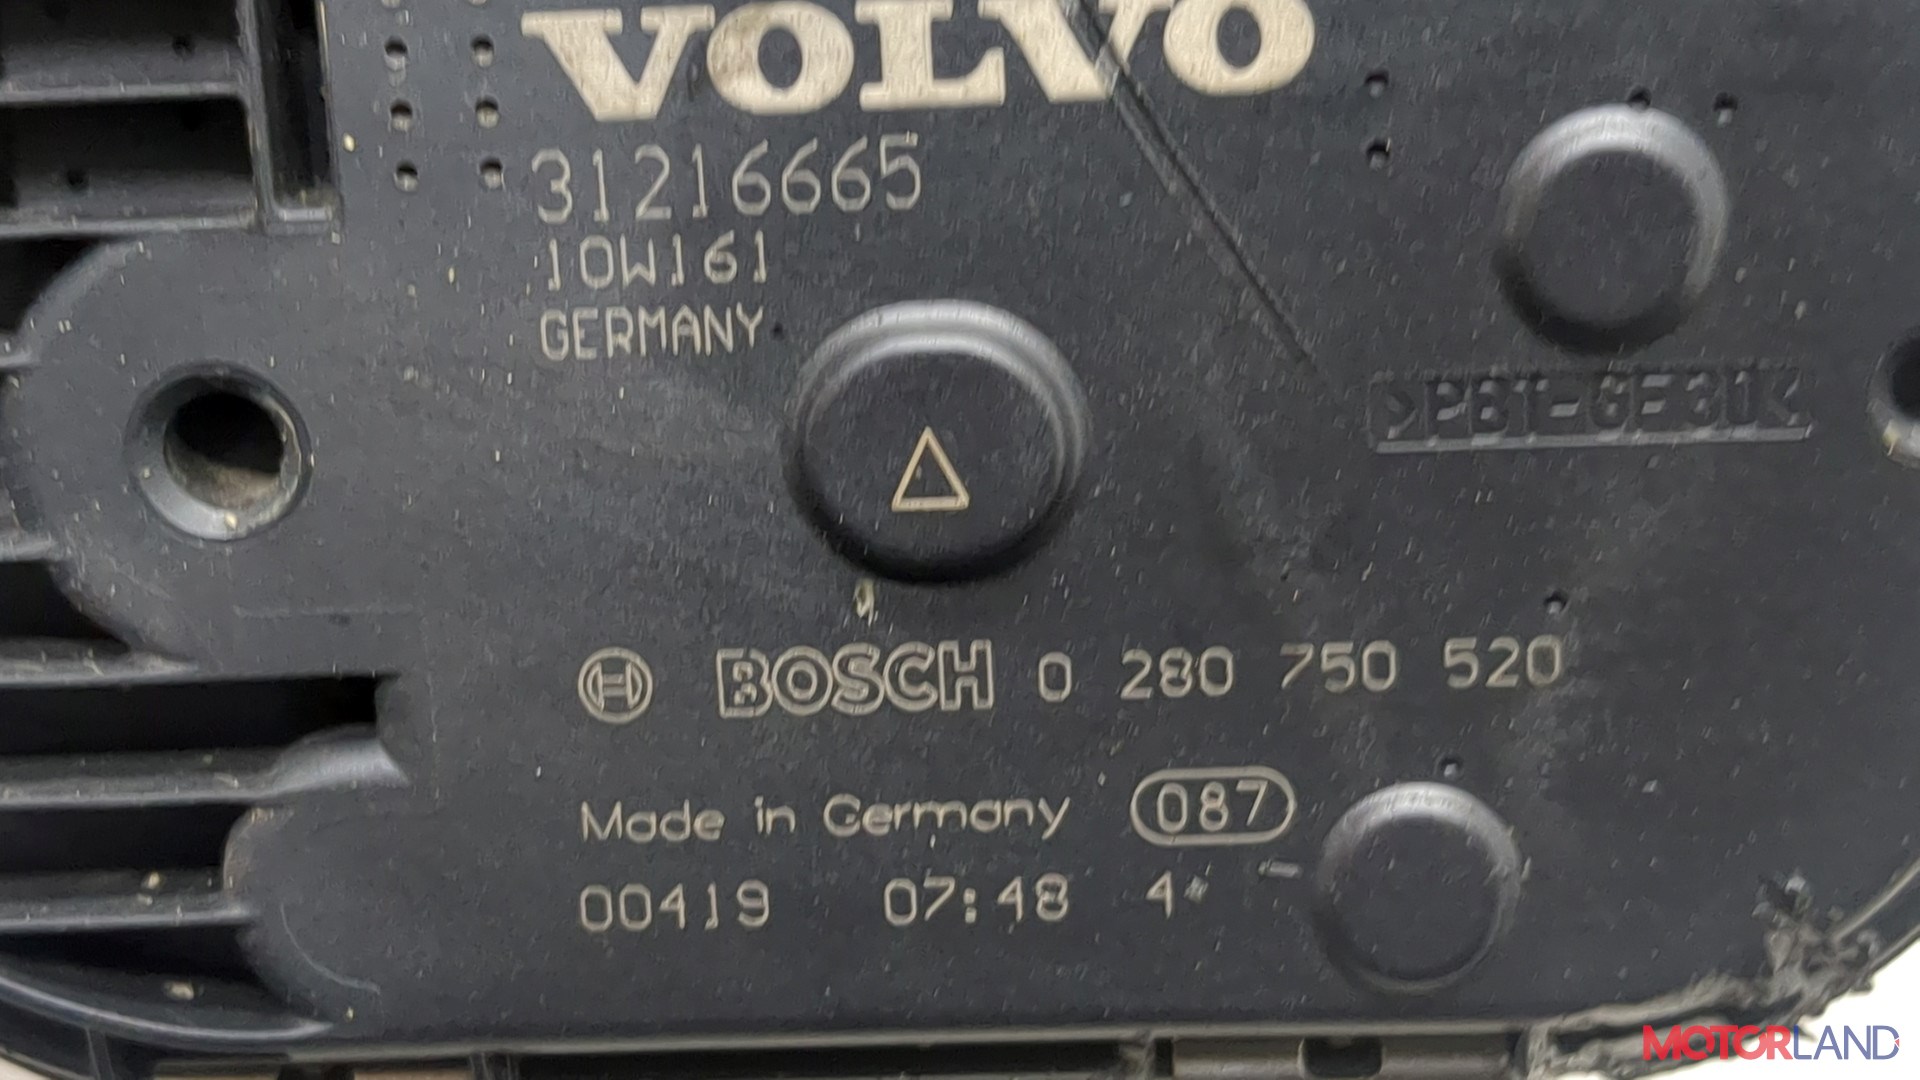 VOLVO
31216665
10W161
GERMANY
>PBT-GF30<
BOSCH 0 280 750 520
Made in Germany 087
00419 07:48 4*
MOTORLAND